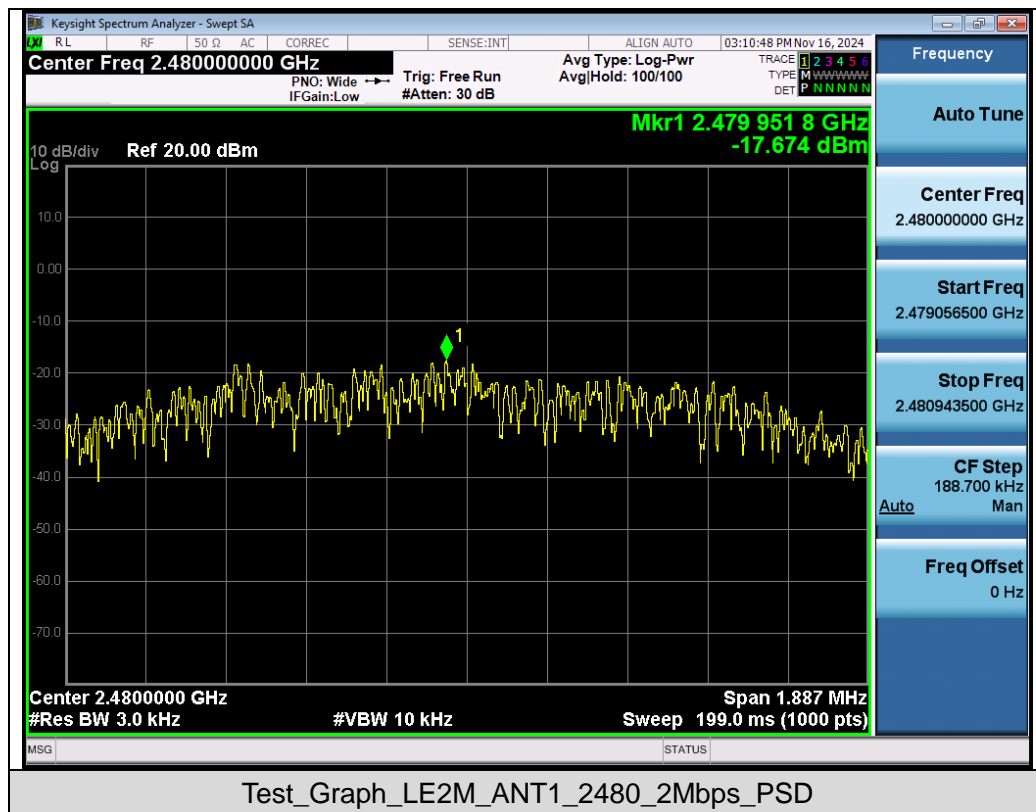 Keysight Spectrum Analyzer - Swept SA
LXI RL RF 50 Ω AC CORREC SENSE:INT ALIGN AUTO 03:10:48 PM Nov 16, 2024
Center Freq 2.480000000 GHz
PNO: Wide
IFGain:Low
Trig: Free Run
#Atten: 30 dB
Avg Type: Log-Pwr
Avg|Hold: 100/100
TRACE 1 2 3 4 5 6
TYPE M WWWWW
DET P N N N N N
Mkr1 2.479 951 8 GHz
-17.674 dBm
10 dB/div Ref 20.00 dBm
Log
10.0
0.00
-10.0
-20.0
-30.0
-40.0
-50.0
-60.0
-70.0
1
Center 2.4800000 GHz Span 1.887 MHz
#Res BW 3.0 kHz #VBW 10 kHz Sweep 199.0 ms (1000 pts)
MSG STATUS
Frequency
Auto Tune
Center Freq
2.480000000 GHz
Start Freq
2.479056500 GHz
Stop Freq
2.480943500 GHz
CF Step
188.700 kHz
Auto Man
Freq Offset
0 Hz
Test_Graph_LE2M_ANT1_2480_2Mbps_PSD